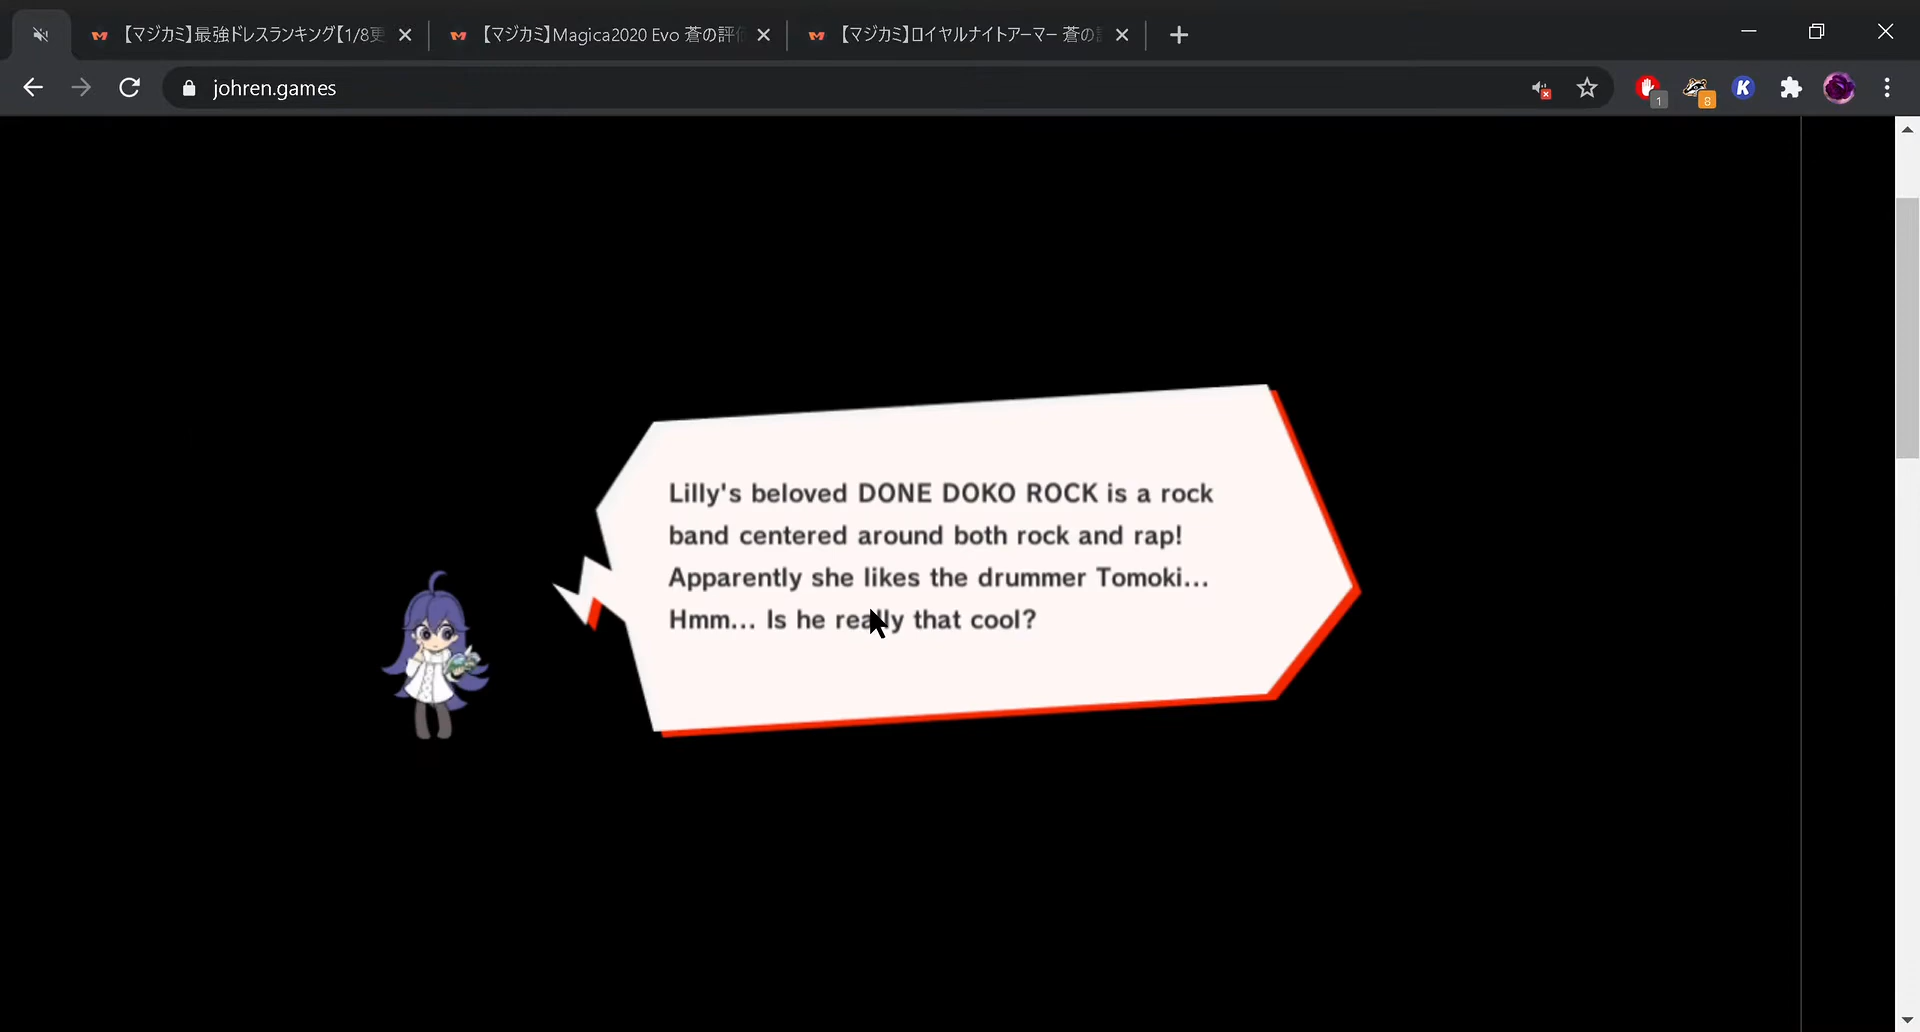 【マジカミ】最強ドレスランキング【1/8更
【マジカミ】Magica2020 Evo 蒼の評価
【マジカミ】ロイヤルナイトアーマー 蒼の
johren.games
1
8
K
Lilly's beloved DONE DOKO ROCK is a rock
band centered around both rock and rap!
Apparently she likes the drummer Tomoki...
Hmm... Is he really that cool?